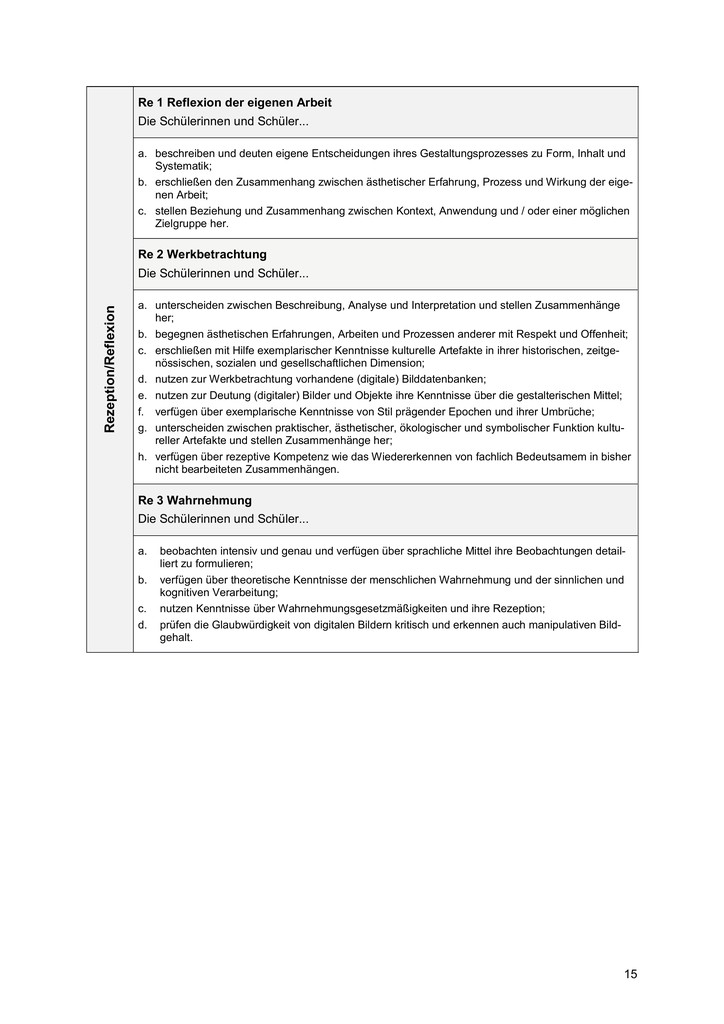 Rezeption/Reflexion
Re 1 Reflexion der eigenen Arbeit
Die Schülerinnen und Schüler...
a. beschreiben und deuten eigene Entscheidungen ihres Gestaltungsprozesses zu Form, Inhalt und
Systematik;
b. erschließen den Zusammenhang zwischen ästhetischer Erfahrung, Prozess und Wirkung der eige-
nen Arbeit;
c. stellen Beziehung und Zusammenhang zwischen Kontext, Anwendung und / oder einer möglichen
Zielgruppe her.
Re 2 Werkbetrachtung
Die Schülerinnen und Schüler...
a. unterscheiden zwischen Beschreibung, Analyse und Interpretation und stellen Zusammenhänge
her;
b. begegnen ästhetischen Erfahrungen, Arbeiten und Prozessen anderer mit Respekt und Offenheit;
c. erschließen mit Hilfe exemplarischer Kenntnisse kulturelle Artefakte in ihrer historischen, zeitge-
nössischen, sozialen und gesellschaftlichen Dimension;
d. nutzen zur Werkbetrachtung vorhandene (digitale) Bilddatenbanken;
e. nutzen zur Deutung (digitaler) Bilder und Objekte ihre Kenntnisse über die gestalterischen Mittel;
f. verfügen über exemplarische Kenntnisse von Stil prägender Epochen und ihrer Umbrüche;
g. unterscheiden zwischen praktischer, ästhetischer, ökologischer und symbolischer Funktion kultu-
reller Artefakte und stellen Zusammenhänge her;
h. verfügen über rezeptive Kompetenz wie das Wiedererkennen von fachlich Bedeutsamem in bisher
nicht bearbeiteten Zusammenhängen.
Re 3 Wahrnehmung
Die Schülerinnen und Schüler...
a. beobachten intensiv und genau und verfügen über sprachliche Mittel ihre Beobachtungen detail-
liert zu formulieren;
b. verfügen über theoretische Kenntnisse der menschlichen Wahrnehmung und der sinnlichen und
kognitiven Verarbeitung;
c. nutzen Kenntnisse über Wahrnehmungsgesetzmäßigkeiten und ihre Rezeption;
d. prüfen die Glaubwürdigkeit von digitalen Bildern kritisch und erkennen auch manipulativen Bild-
gehalt.
15